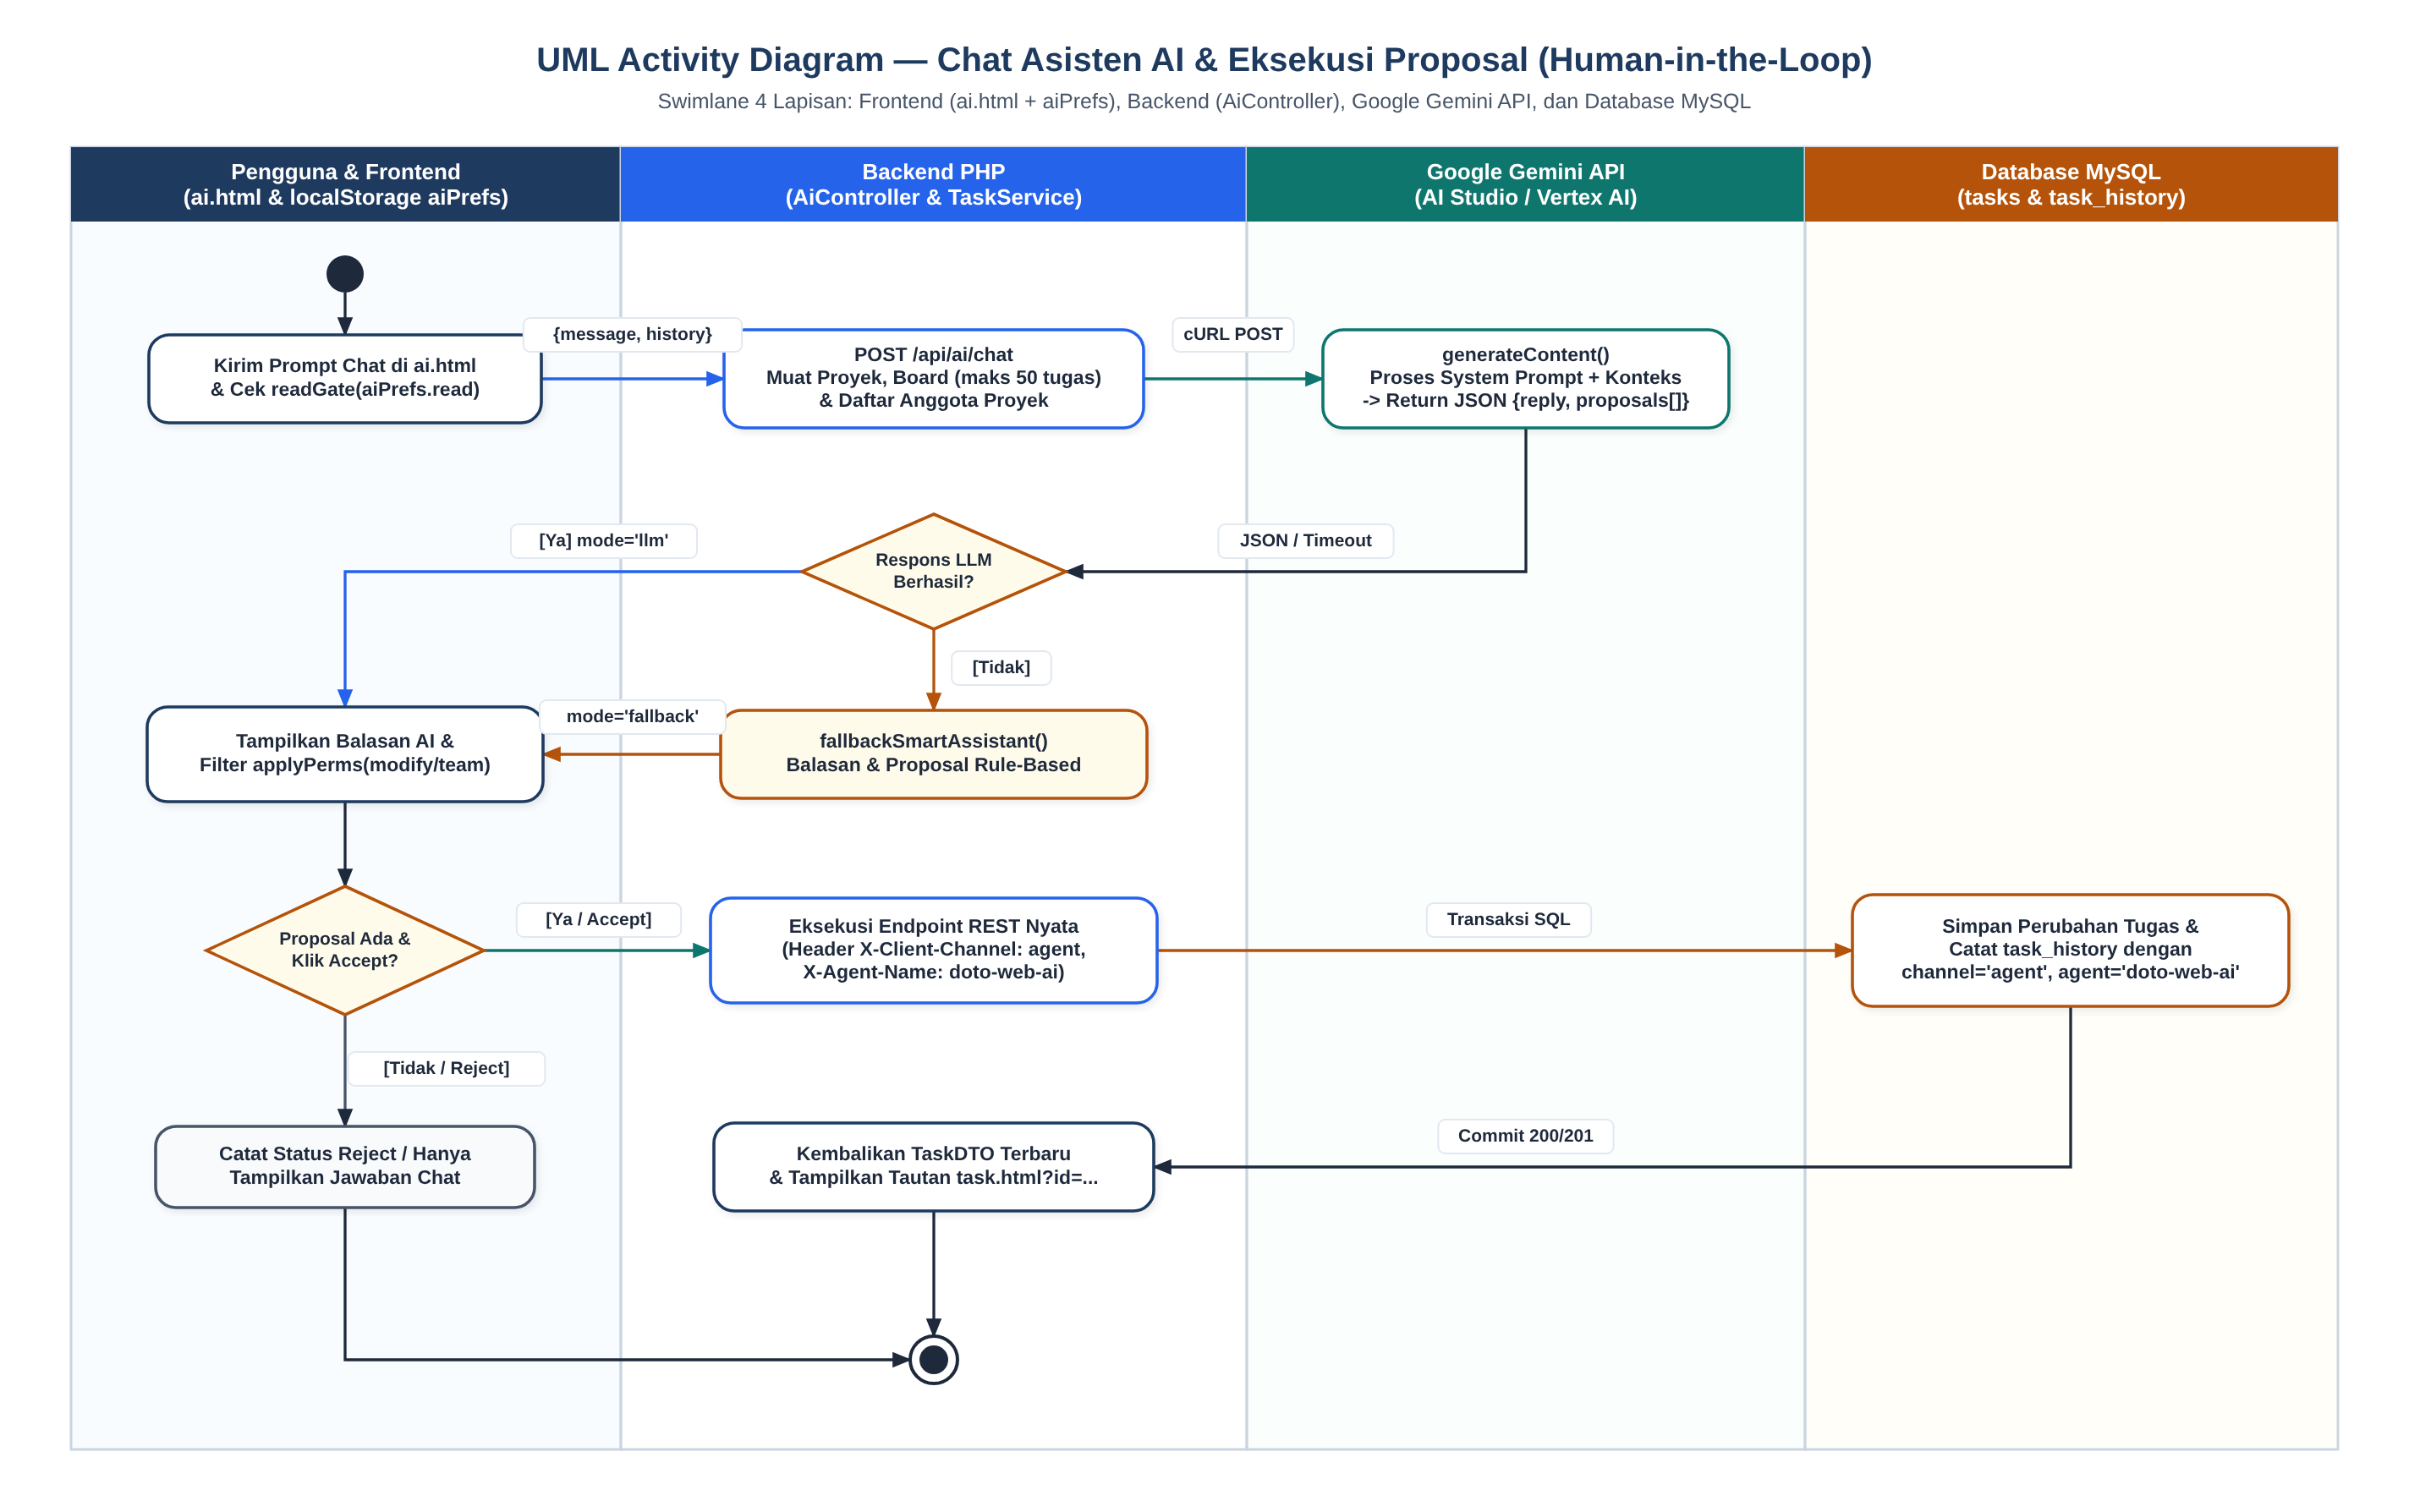 UML Activity Diagram — Chat Asisten AI & Eksekusi Proposal (Human-in-the-Loop)
Swimlane 4 Lapisan: Frontend (ai.html + aiPrefs), Backend (AiController), Google Gemini API, dan Database MySQL
Pengguna & Frontend
(ai.html & localStorage aiPrefs)
Backend PHP
(AiController & TaskService)
Google Gemini API
(AI Studio / Vertex AI)
Database MySQL
(tasks & task_history)
Kirim Prompt Chat di ai.html
& Cek readGate(aiPrefs.read)
{message, history}
POST /api/ai/chat
Muat Proyek, Board (maks 50 tugas)
& Daftar Anggota Proyek
cURL POST
generateContent()
Proses System Prompt + Konteks
-> Return JSON {reply, proposals[]}
[Ya] mode='llm'
Respons LLM
Berhasil?
JSON / Timeout
[Tidak]
Tampilkan Balasan AI &
Filter applyPerms(modify/team)
mode='fallback'
fallbackSmartAssistant()
Balasan & Proposal Rule-Based
Proposal Ada &
Klik Accept?
[Ya / Accept]
Eksekusi Endpoint REST Nyata
(Header X-Client-Channel: agent,
X-Agent-Name: doto-web-ai)
Transaksi SQL
Simpan Perubahan Tugas &
Catat task_history dengan
channel='agent', agent='doto-web-ai'
[Tidak / Reject]
Catat Status Reject / Hanya
Tampilkan Jawaban Chat
Kembalikan TaskDTO Terbaru
& Tampilkan Tautan task.html?id=...
Commit 200/201